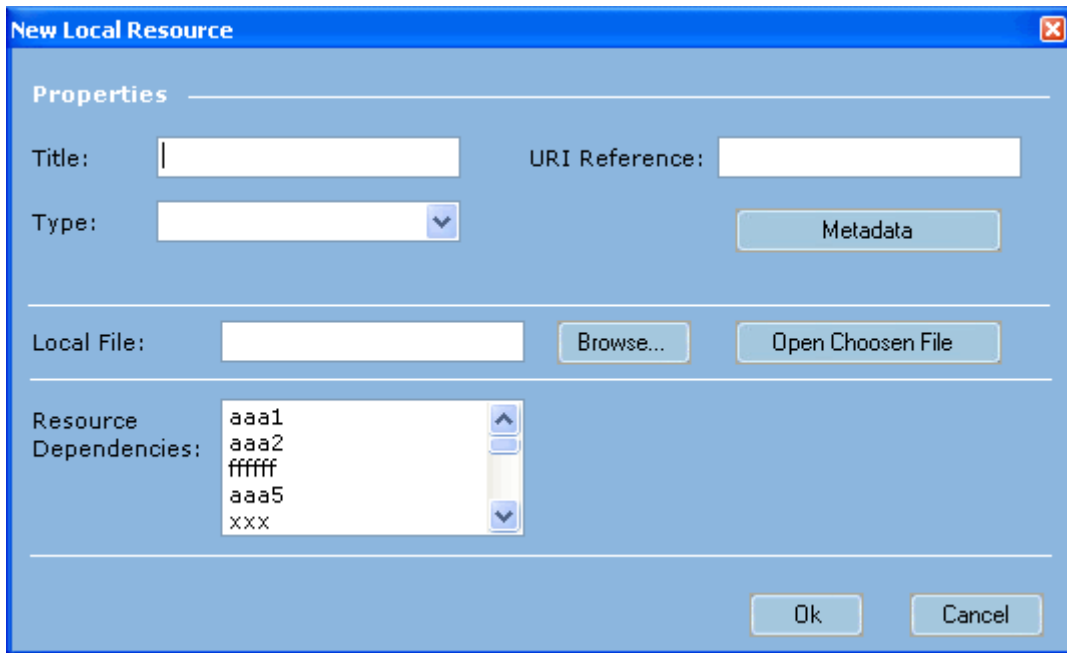 New Local Resource
Properties
Title:
URI Reference:
Type:
Metadata
Local File:
Browse...
Open Choosen File
Resource
Dependencies:
aaa1
aaa2
ffffff
aaa5
xxx
Ok
Cancel